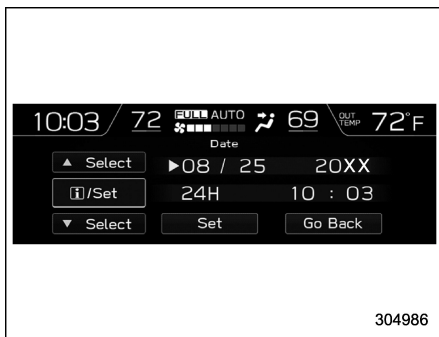 10:03 72 FULL AUTO 69 OUT TEMP 72°F
Date
▲ Select ▶08 / 25 20XX
i/Set 24H 10 : 03
▼ Select Set Go Back
304986